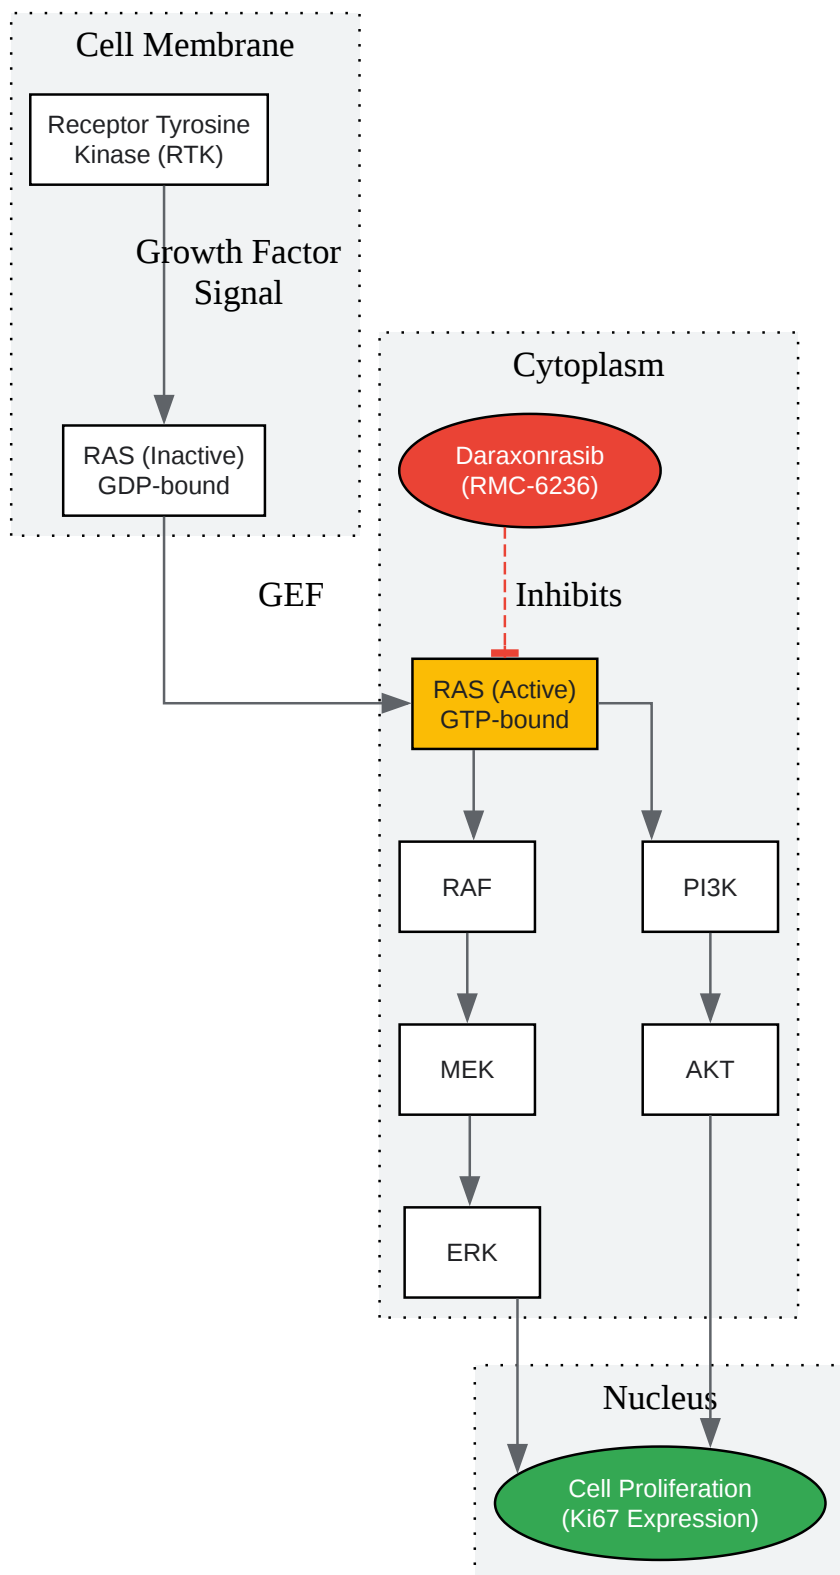 Cell Membrane
Receptor Tyrosine
Kinase (RTK)
Growth Factor
Signal
RAS (Inactive)
GDP-bound
Cytoplasm
Daraxonrasib
(RMC-6236)
GEF
Inhibits
RAS (Active)
GTP-bound
RAF
PI3K
MEK
AKT
ERK
Nucleus
Cell Proliferation
(Ki67 Expression)